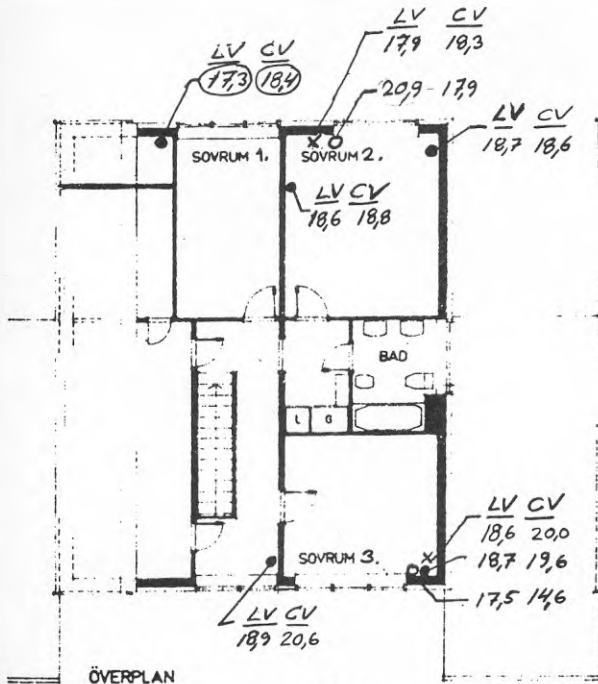 LV CV
17,9 18,3
LV CV
17,3 18,4
20,9 - 17,9
LV CV
18,7 18,6
SOVRUM 1.
SOVRUM 2.
LV CV
18,6 18,8
BAD
L G
LV CV
18,6 20,0
18,7 19,6
17,5 14,6
SOVRUM 3.
LV CV
18,9 20,6
ÖVERPLAN